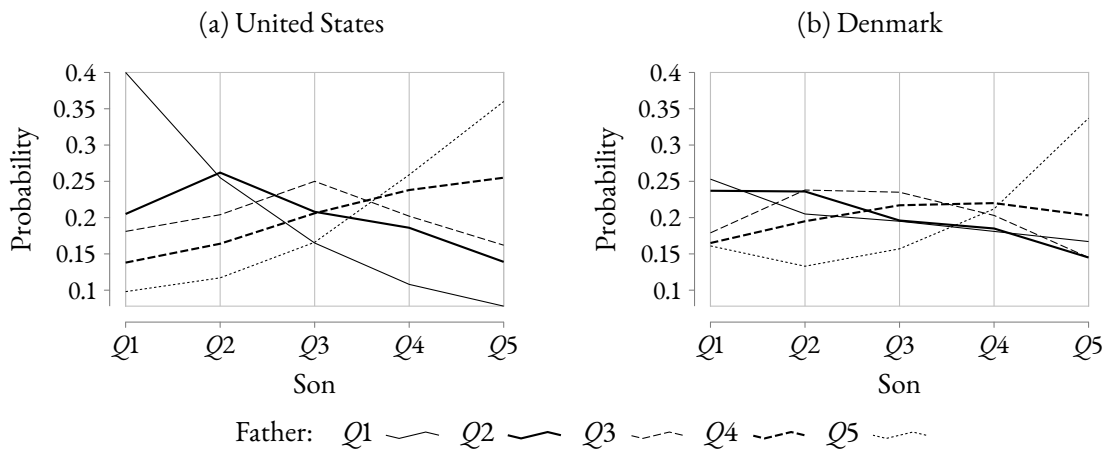 (a) United States
Probability
0.4
0.35
0.3
0.25
0.2
0.15
0.1
Q1 Q2 Q3 Q4 Q5
Son
(b) Denmark
Probability
0.4
0.35
0.3
0.25
0.2
0.15
0.1
Q1 Q2 Q3 Q4 Q5
Son
Father: Q1 Q2 Q3 Q4 Q5